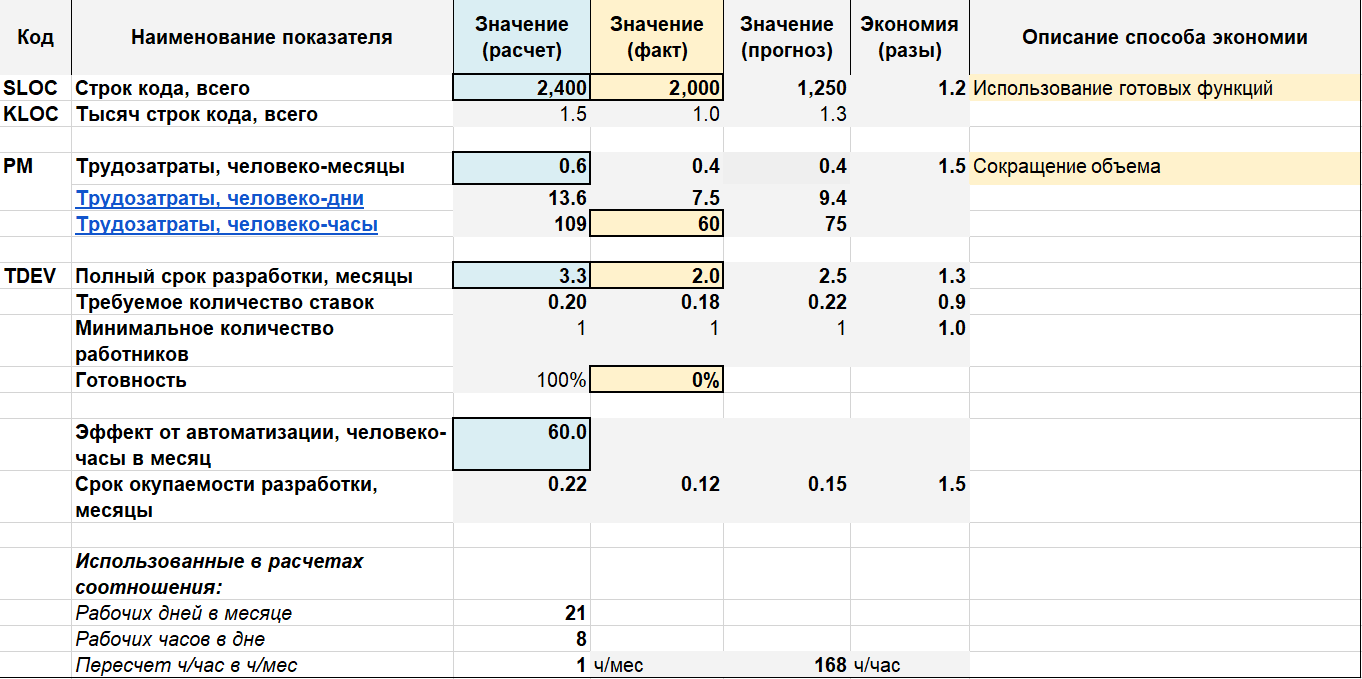 Код Наименование показателя Значение (расчет) Значение (факт) Значение (прогноз) Экономия (разы) Описание способа экономии
SLOC Строк кода, всего 2,400 2,000 1,250 1.2 Использование готовых функций
KLOC Тысяч строк кода, всего 1.5 1.0 1.3
PM Трудозатраты, человеко-месяцы 0.6 0.4 0.4 1.5 Сокращение объема
Трудозатраты, человеко-дни 13.6 7.5 9.4
Трудозатраты, человеко-часы 109 60 75
TDEV Полный срок разработки, месяцы 3.3 2.0 2.5 1.3
Требуемое количество ставок 0.20 0.18 0.22 0.9
Минимальное количество 1 1 1 1.0
работников
Готовность 100% 0%
Эффект от автоматизации, человеко- 60.0
часы в месяц
Срок окупаемости разработки, 0.22 0.12 0.15 1.5
месяцы
Использованные в расчетах
соотношения:
Рабочих дней в месяце 21
Рабочих часов в дне 8
Пересчет ч/час в ч/мес 1 ч/мес 168 ч/час